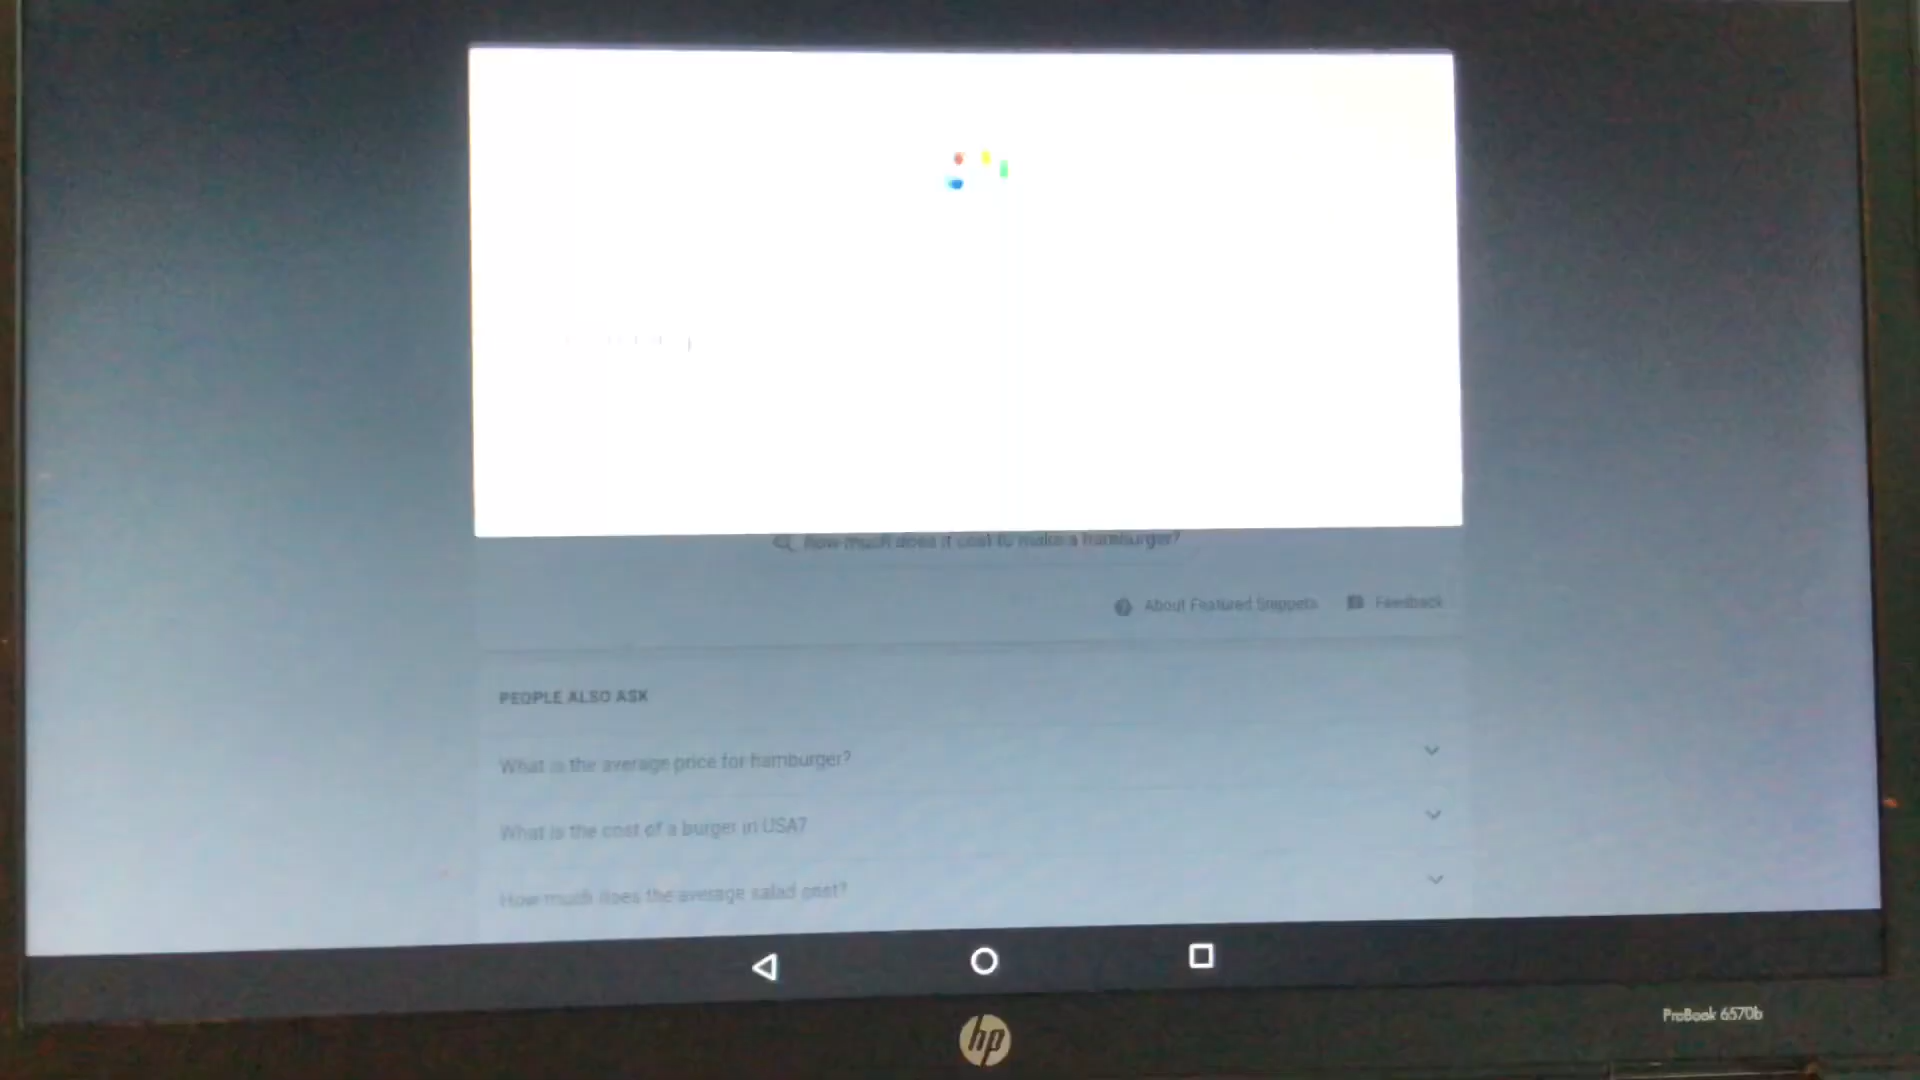 how much does it cost to make a hamburger?
About Featured Snippets
Feedback
PEOPLE ALSO ASK
What is the average price for hamburger?
What is the cost of a burger in USA?
How much does the average salad cost?
ProBook 6570b
hp